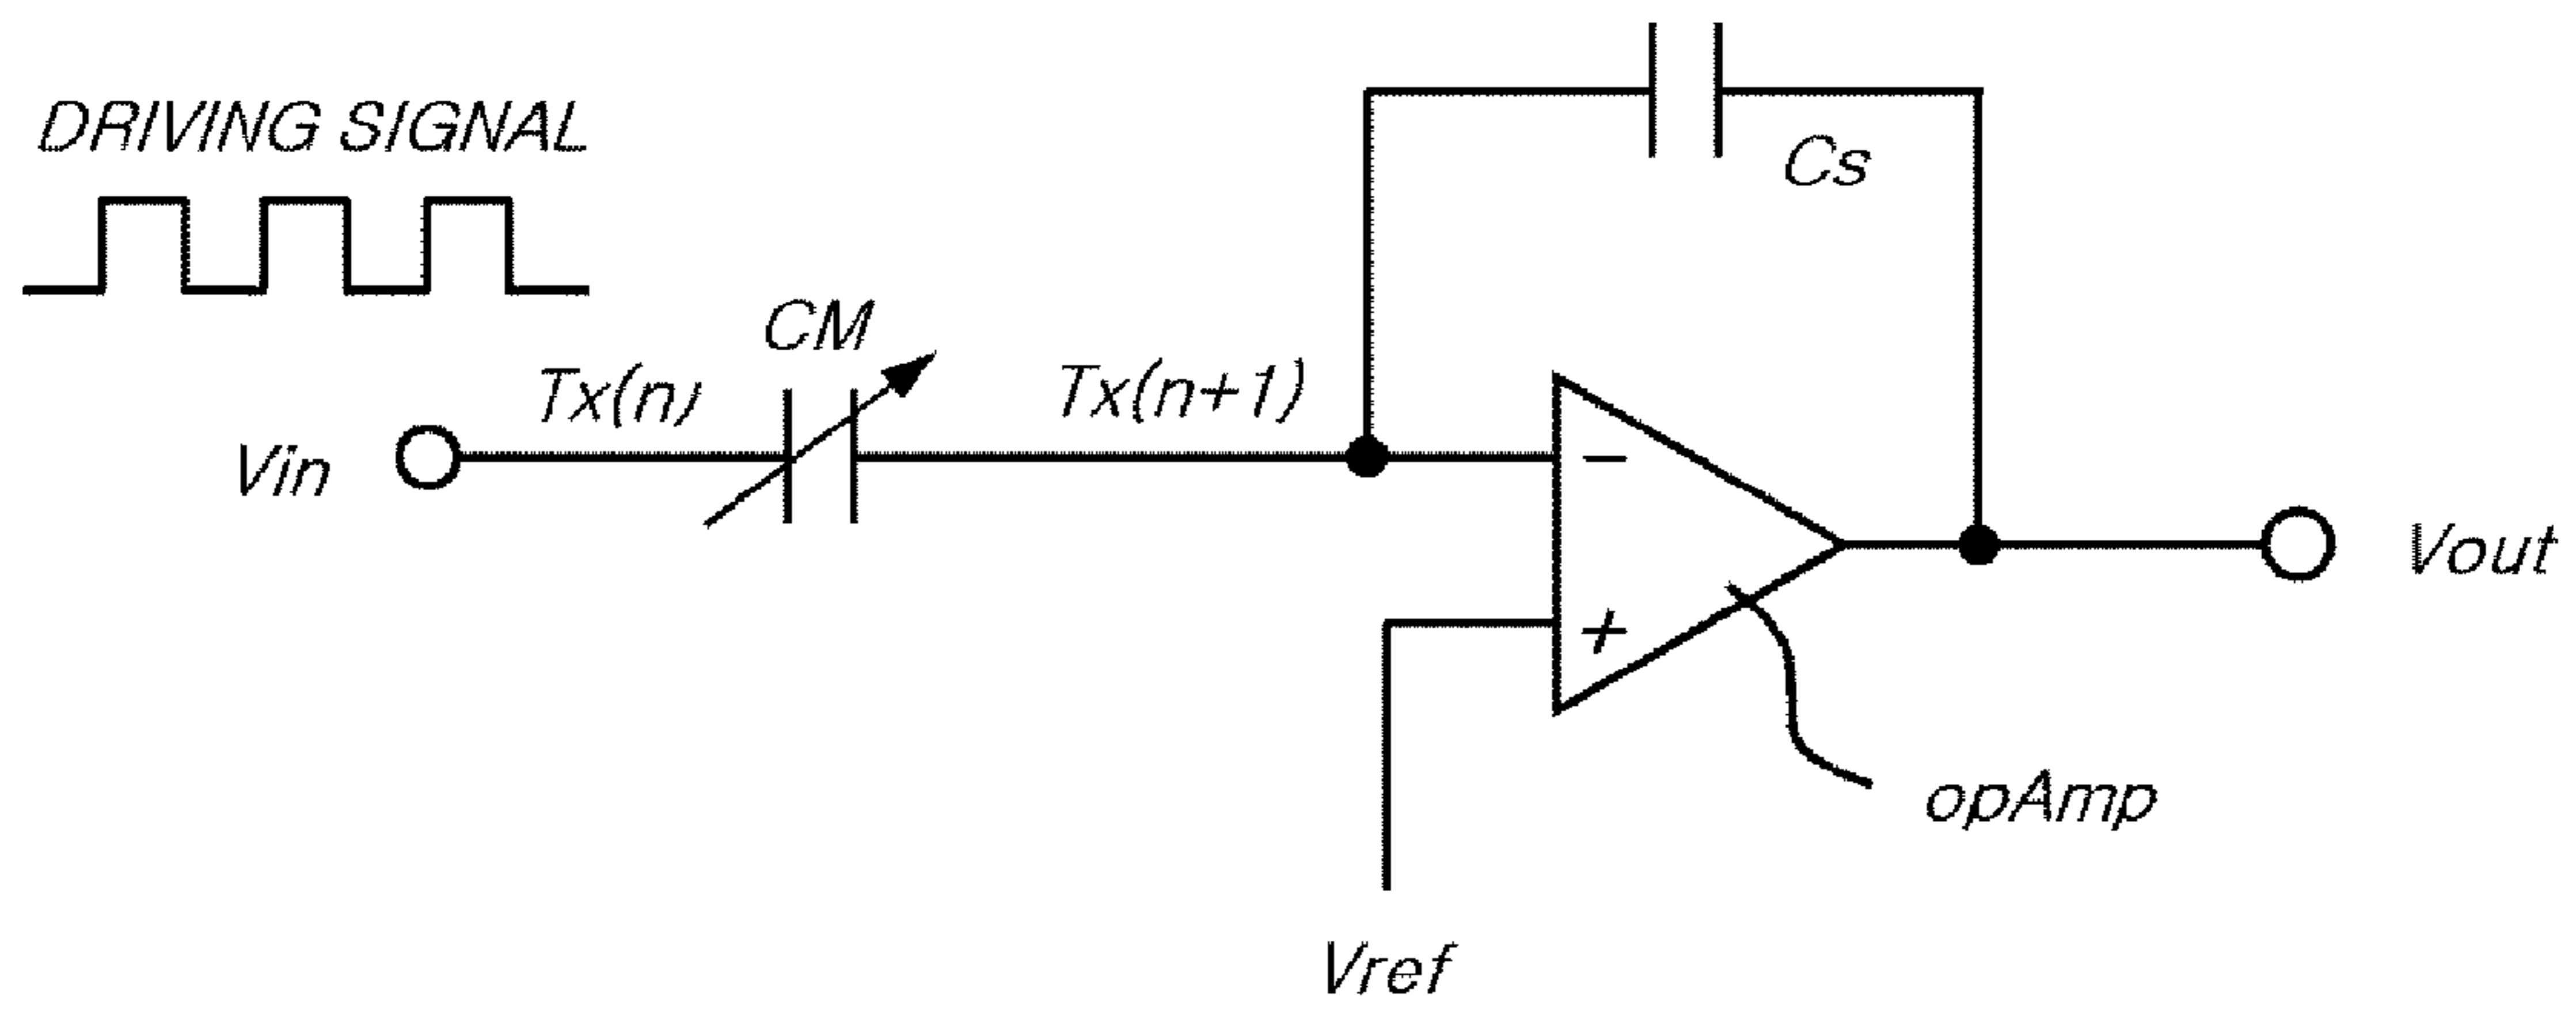 DRIVING SIGNAL
Cs
CM
Tx(n)
Tx(n+1)
Vin
−
+
Vout
opAmp
Vref